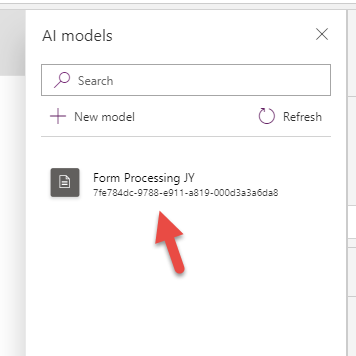 AI models
Search
New model
Refresh
Form Processing JY
7fe784dc-9788-e911-a819-000d3a3a6da8